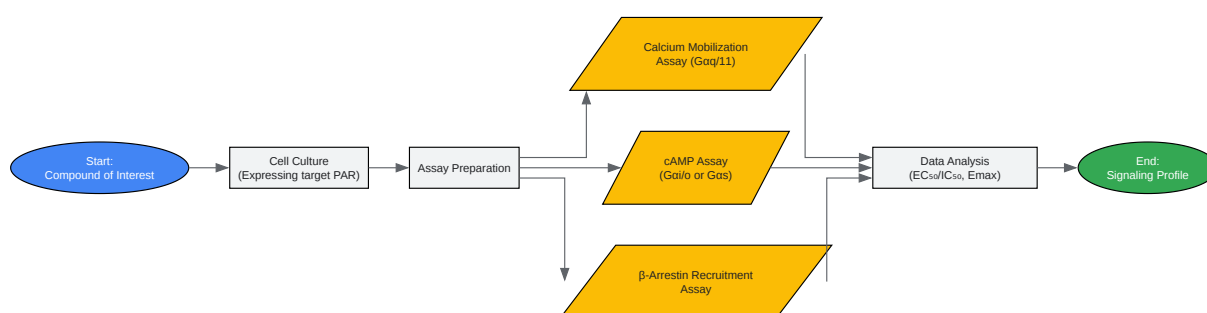 Start:
Compound of Interest
Cell Culture
(Expressing target PAR)
Assay Preparation
Calcium Mobilization
Assay (Gαq/11)
cAMP Assay
(Gαi/o or Gαs)
β-Arrestin Recruitment
Assay
Data Analysis
(EC₅₀/IC₅₀, Emax)
End:
Signaling Profile